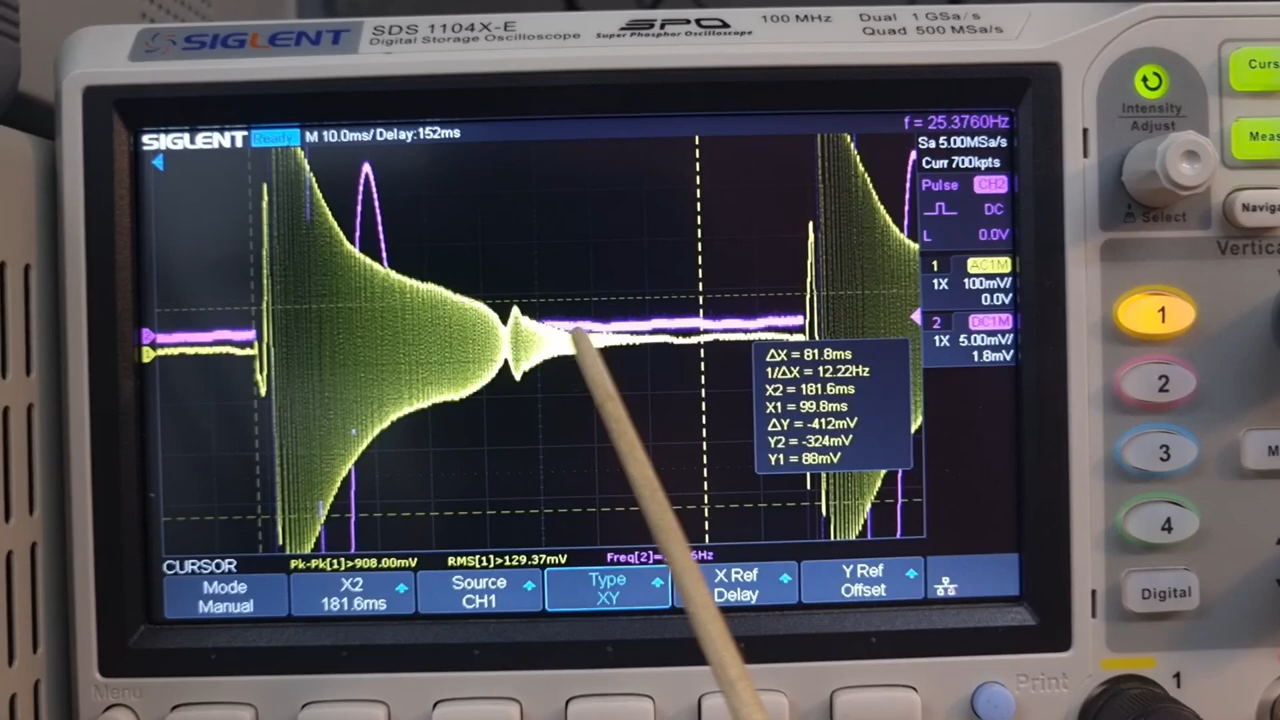 SIGLENT
SDS 1104X-E
Digital Storage Oscilloscope
SPO
Super Phosphor Oscilloscope
100 MHz
Dual 1 GSa/s
Quad 500 MSa/s
SIGLENT Ready M 10.0ms/ Delay:152ms
f = 25.3760Hz
Sa 5.00MSa/s
Curr 700kpts
Pulse CH2
DC
L 0.0V
1 AC1M
1X 100mV/
0.0V
2 DC1M
1X 5.00mV/
1.8mV
ΔX = 81.8ms
1/ΔX = 12.22Hz
X2 = 181.6ms
X1 = 99.8ms
ΔY = -412mV
Y2 = -324mV
Y1 = 88mV
CURSOR
Pk-Pk[1]>908.00mV
RMS[1]>129.37mV
Mode
Manual
X2
181.6ms
Source
CH1
Type
XY
X Ref
Delay
Y Ref
Offset
Intensity
Adjust
Select
1
2
3
4
Digital
Print
Menu
1